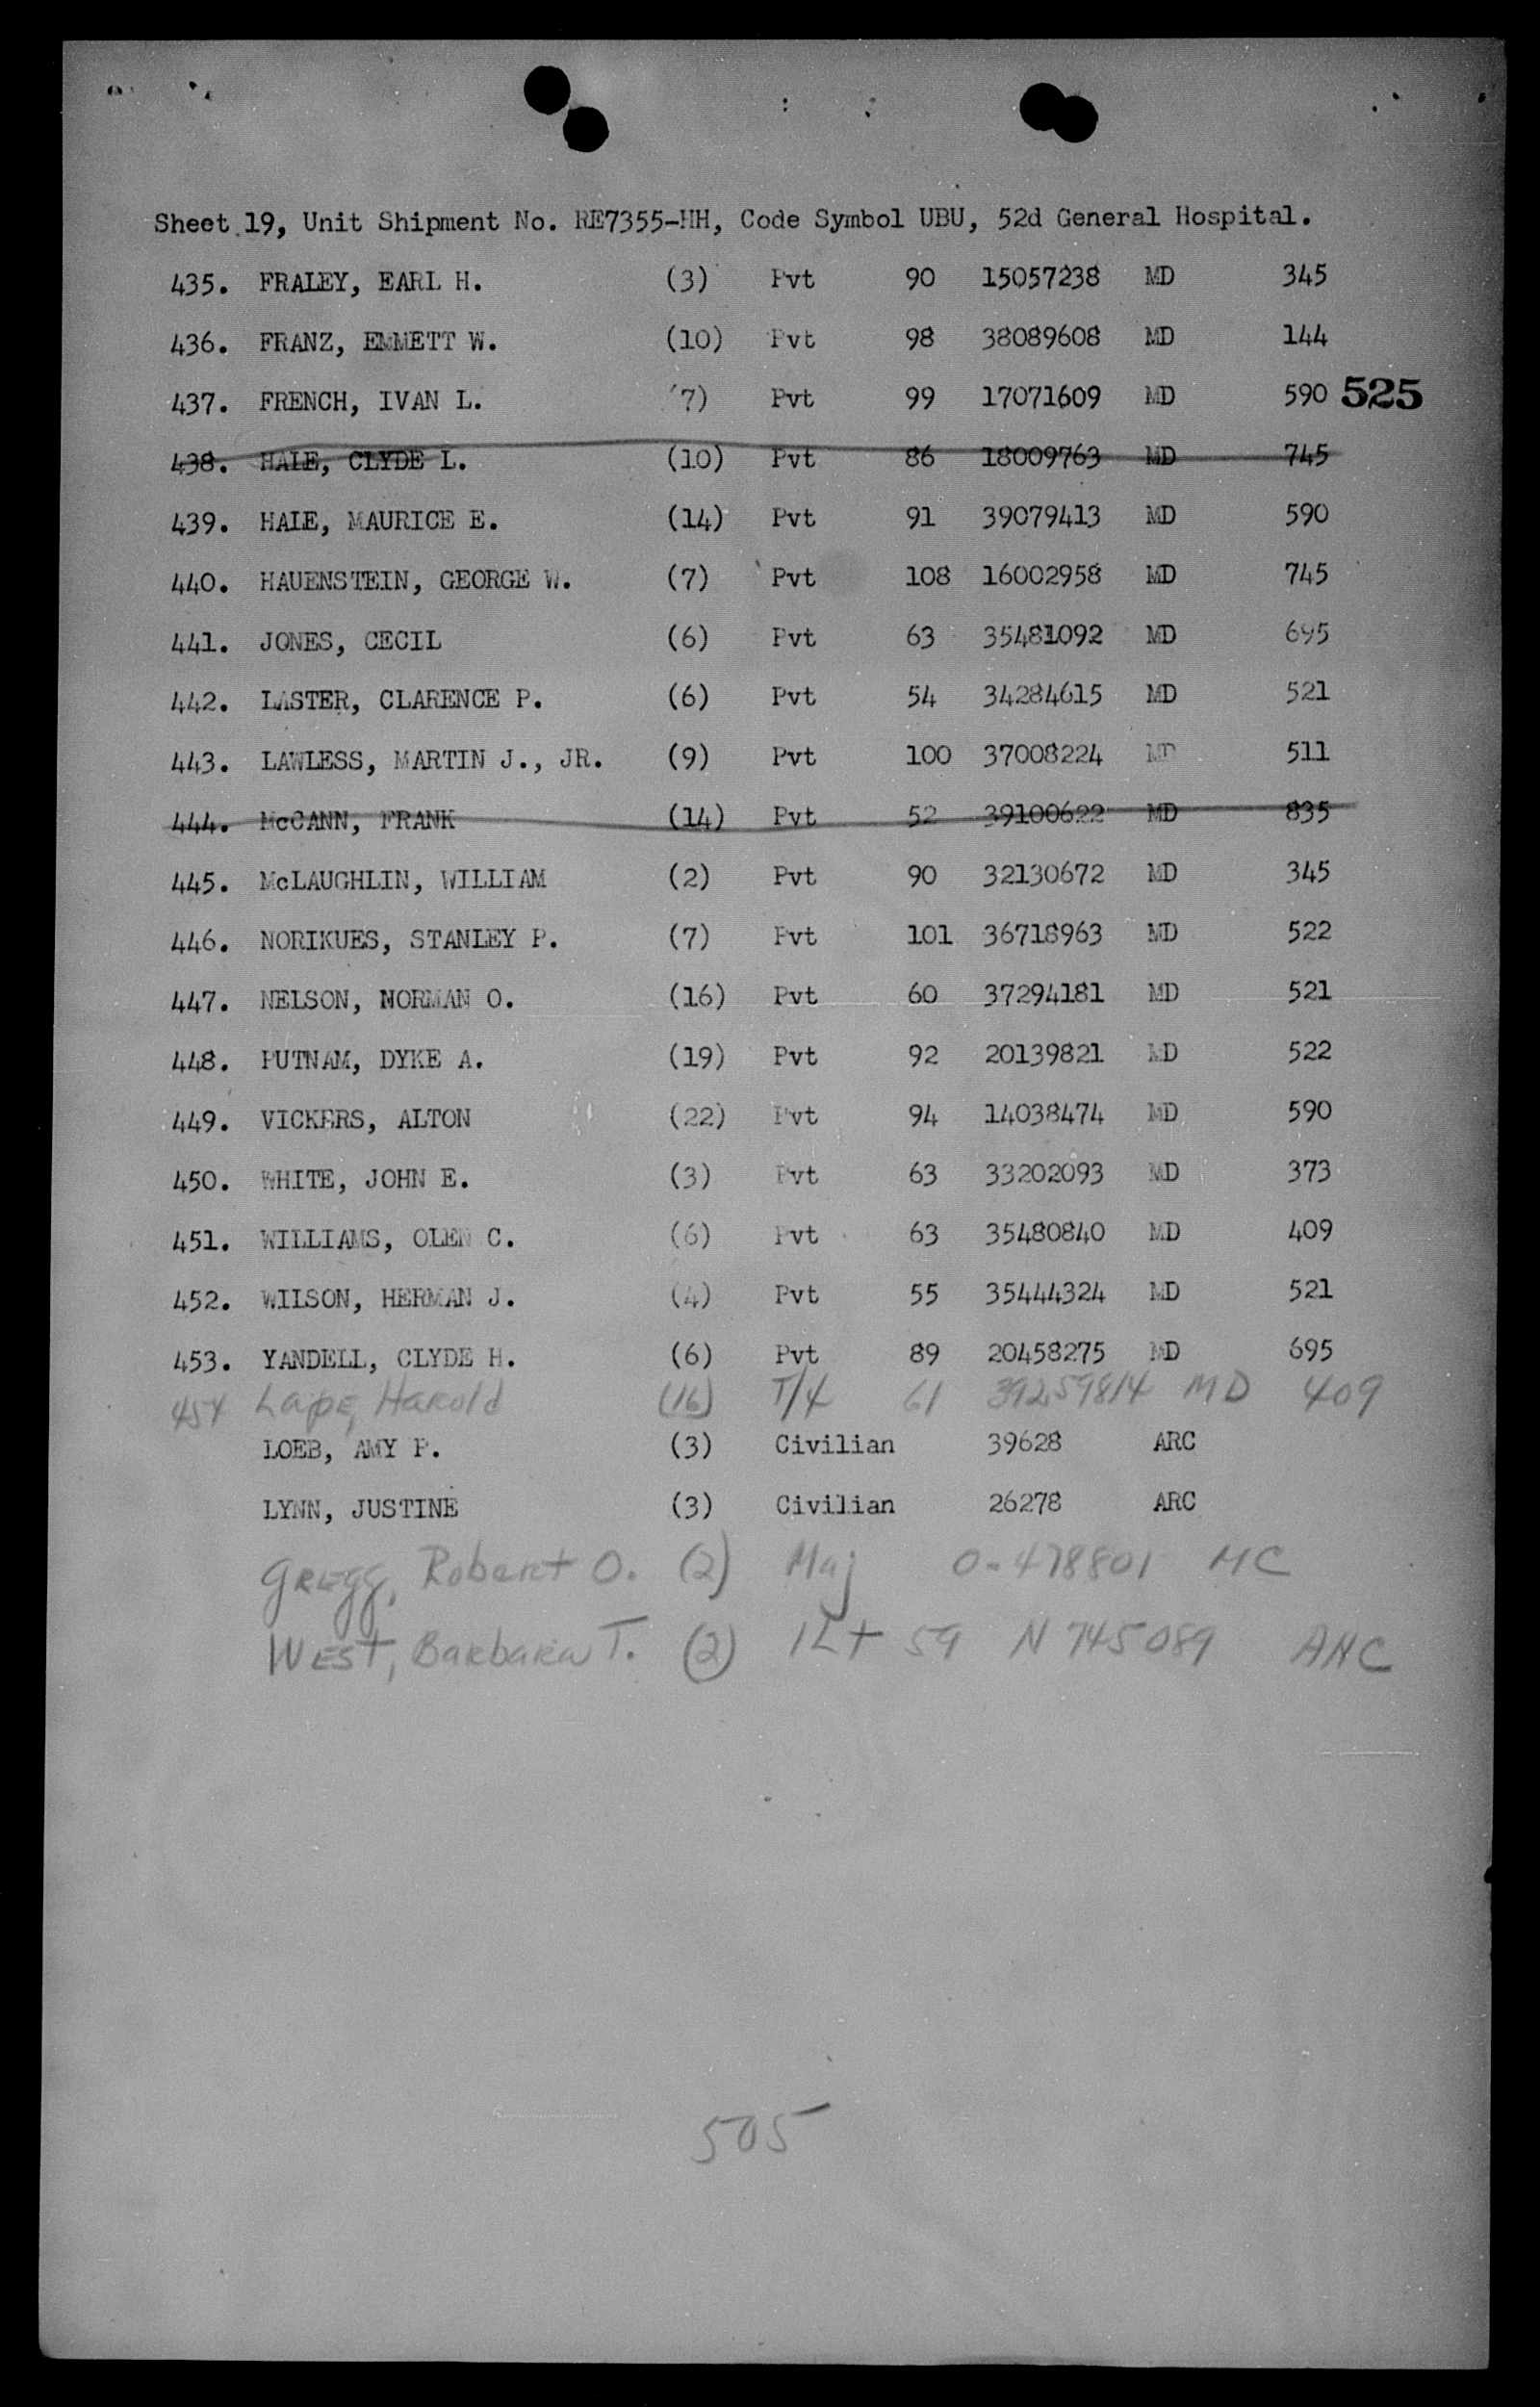 Sheet 19, Unit Shipment No. RE7355-HH, Code Symbol UBU, 52d General Hospital.
435. FRALEY, EARL H. (3) Pvt 90 15057238 MD 345
436. FRANZ, EMMETT W. (10) Pvt 98 38089608 MD 144
437. FRENCH, IVAN L. (7) Pvt 99 17071609 MD 590 525
438. HALE, CLYDE L. (10) Pvt 86 18009763 MD 745
439. HALE, MAURICE E. (14) Pvt 91 39079413 MD 590
440. HAUENSTEIN, GEORGE W. (7) Pvt 108 16002958 MD 745
441. JONES, CECIL (6) Pvt 63 35481092 MD 695
442. LASTER, CLARENCE P. (6) Pvt 54 34284615 MD 521
443. LAWLESS, MARTIN J., JR. (9) Pvt 100 37008224 MD 511
444. McCANN, FRANK (14) Pvt 52 39100622 MD 835
445. McLAUGHLIN, WILLIAM (2) Pvt 90 32130672 MD 345
446. NORIKUES, STANLEY P. (7) Pvt 101 36718963 MD 522
447. NELSON, NORMAN O. (16) Pvt 60 37294181 MD 521
448. PUTNAM, DYKE A. (19) Pvt 92 20139821 MD 522
449. VICKERS, ALTON (22) Pvt 94 14038474 MD 590
450. WHITE, JOHN E. (3) Pvt 63 33202093 MD 373
451. WILLIAMS, OLEN C. (6) Pvt 63 35480840 MD 409
452. WILSON, HERMAN J. (4) Pvt 55 35444324 MD 521
453. YANDELL, CLYDE H. (6) Pvt 89 20458275 MD 695
454 Lape, Harold (16) T/4 61 39259814 MD 409
LOEB, AMY P. (3) Civilian 39628 ARC
LYNN, JUSTINE (3) Civilian 26278 ARC
Gregg, Robert O. (2) Maj O-478801 MC
West, Barbara T. (2) 1Lt 59 N 745089 ANC
505